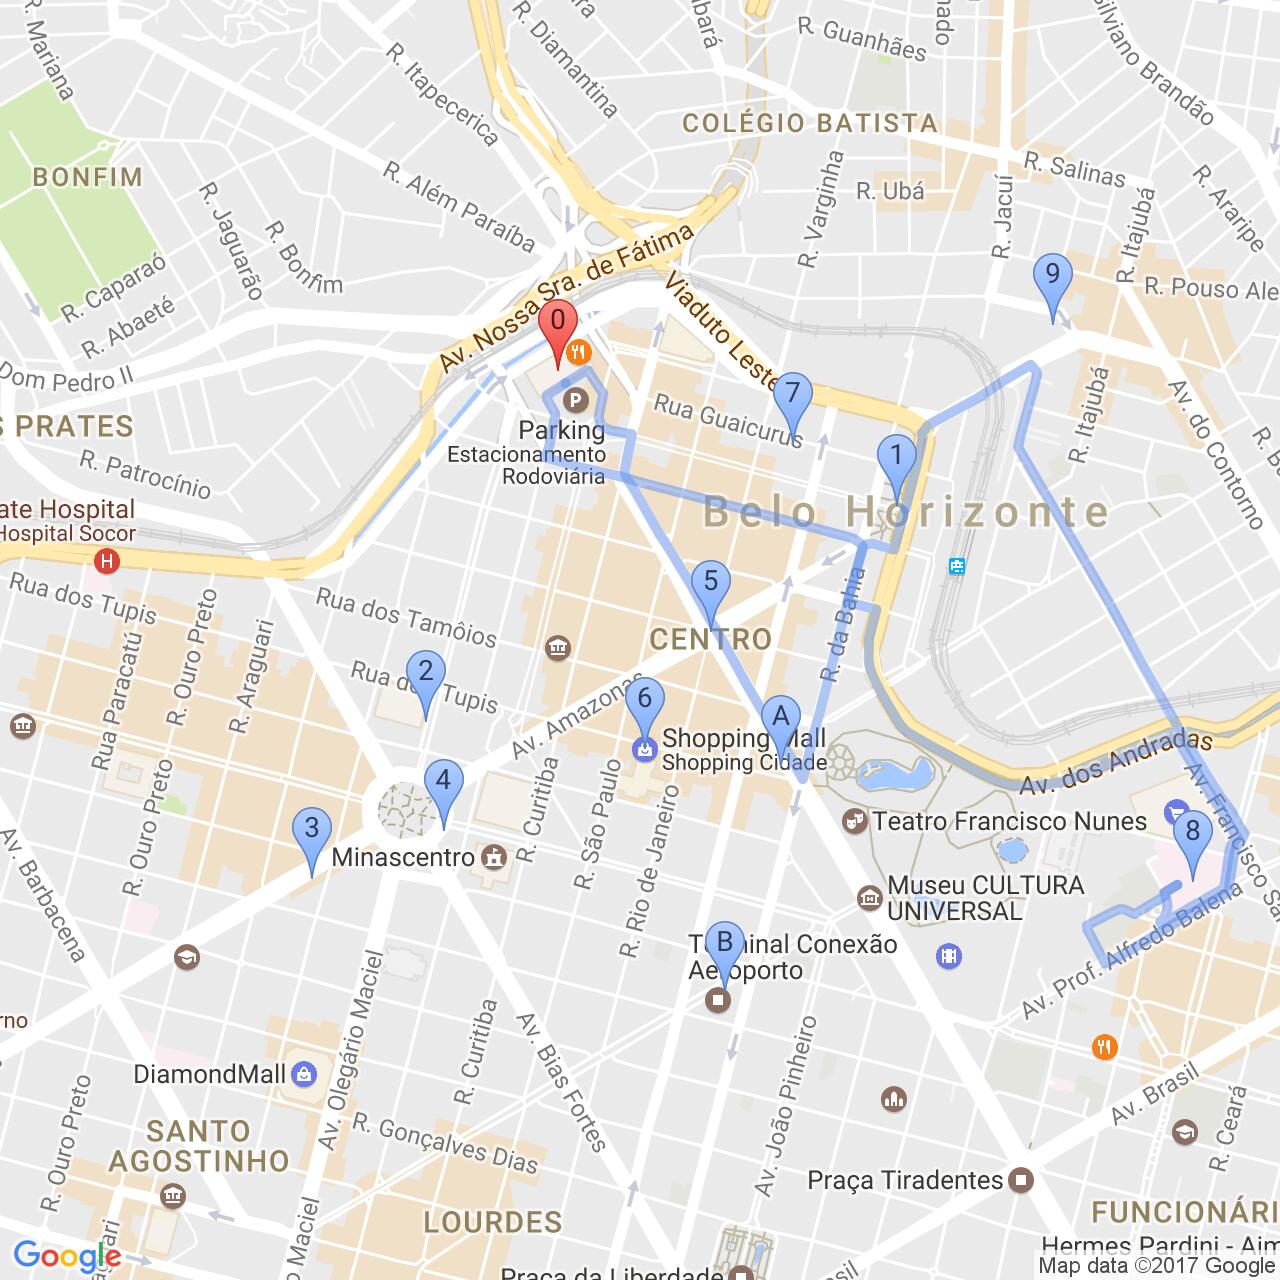 R. Mariana
R. Diamantina
R. Itapecerica
R. Guanhães
Silviano Brandão
COLÉGIO BATISTA
BONFIM
R. Além Paraíba
R. Jaguarão
R. Bonfim
R. Varginha
R. Ubá
R. Jacuí
R. Salinas
R. Itajubá
R. Araripe
R. Caparaó
R. Abaeté
Av. Nossa Sra. de Fátima
Viaduto Leste
R. Pouso Ale
9
0
Dom Pedro II
S PRATES
R. Patrocínio
P
Parking
Estacionamento
Rodoviária
Rua Guaicurus
7
1
R. Itajubá
Av. do Contorno
Belo Horizonte
ate Hospital
Hospital Socor
H
Rua dos Tupis
R. Ouro Preto
Rua Paracatú
R. Araguari
Rua dos Tamôios
Tupis
2
5
CENTRO
R. da Bahia
Av. Amazonas
6
A
Shopping Mall
Shopping Cidade
Av. dos Andradas
Av. Francisco Sa
4
3
R. Ouro Preto
R. Curitiba
R. São Paulo
R. Rio de Janeiro
Minascentro
Teatro Francisco Nunes
8
Museu CULTURA
UNIVERSAL
Av. Barbacena
B
Conexão
Aeroporto
Av. Prof. Alfredo Balena
rno
Av. Olegário Maciel
R. Curitiba
Av. Bias Fortes
Av. João Pinheiro
DiamondMall
R. Ouro Preto
SANTO
AGOSTINHO
R. Gonçalves Dias
Av. Brasil
R. Ceará
Praça Tiradentes
LOURDES
FUNCIONÁRI
Hermes Pardini - Aim
Maciel
Praça da Liberdade
Google
Map data ©2017 Google